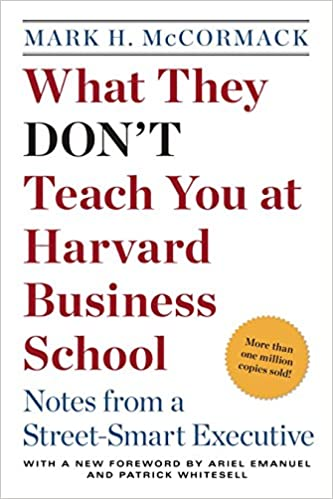 MARK H. McCORMACK
What They
DON'T
Teach You at
Harvard
Business
School
More than
one million
copies sold!
Notes from a
Street-Smart Executive
WITH A NEW FOREWORD BY ARIEL EMANUEL
AND PATRICK WHITESELL